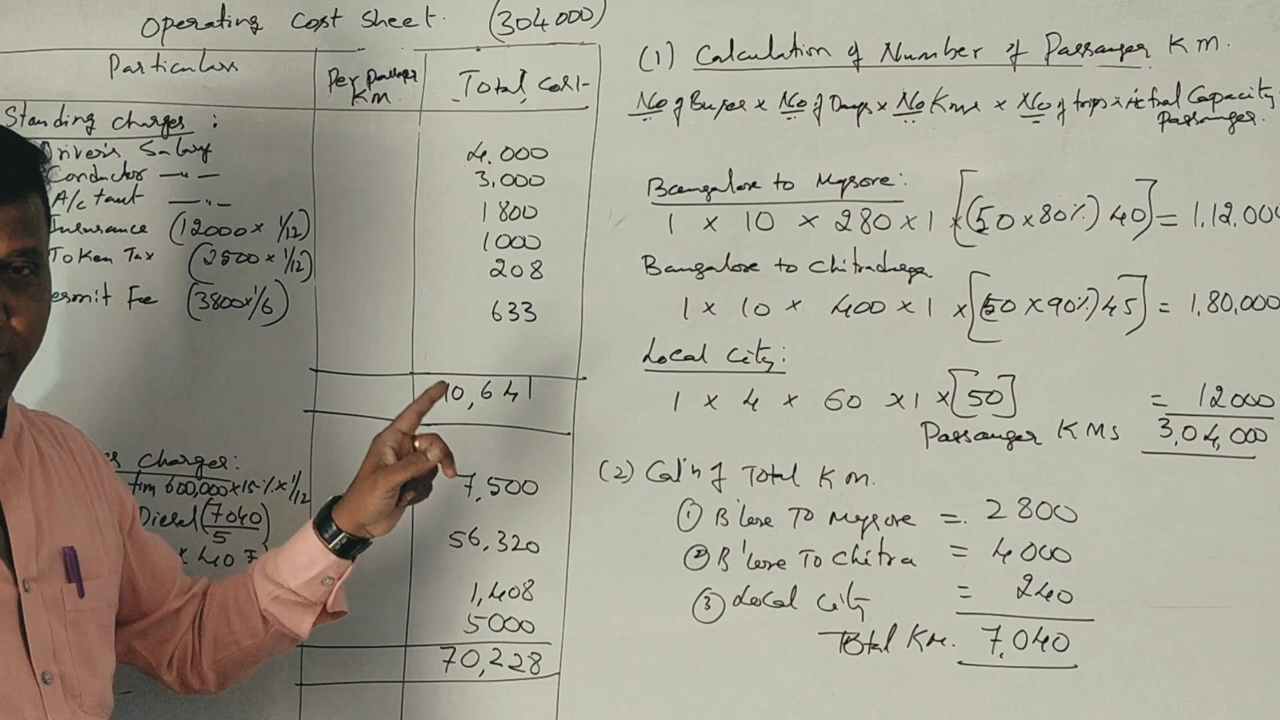 Operating Cost Sheet. (304000)
Particulars
Per Passager KM
Total Cost
Standing Charges :
Driver's Salary 4,000
Conductor —"— 3,000
A/c tant —"— 1800
Insurance (12000 x 1/12) 1000
Token Tax (2500 x 1/12) 208
ermit Fee (3800 x 1/6) 633
10,641
charges:
600,000 x 15% x 1/12 7,500
Diesel (7040/5) 56,320
x 40
1,408
5000
70,228
(1) Calculation of Number of Passanger KM.
No of Buses x No of Days x No Kms x No of trips x Actual Capacity
Passanger.
Bangalore to Mysore:
1 x 10 x 280 x 1 x [(50 x 80%) 40] = 1,12,000
Bangalore to Chitradurga
1 x 10 x 400 x 1 x [(50 x 90%) 45] = 1,80,000
Local City:
1 x 4 x 60 x 1 x [50] = 12000
Passanger KMs 3,04,000
(2) Cal'n of Total KM.
① B'lore To Mysore = 2800
② B'lore To Chitra = 4000
③ Local City = 240
Total KM. 7,040